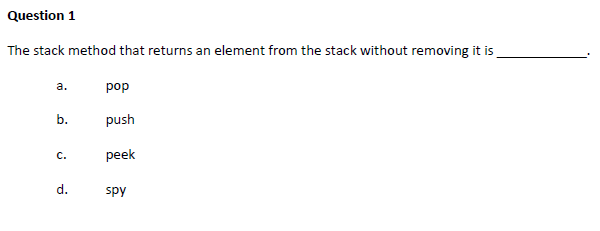 Question 1
The stack method that returns an element from the stack without removing it is ____________.
a. pop
b. push
c. peek
d. spy